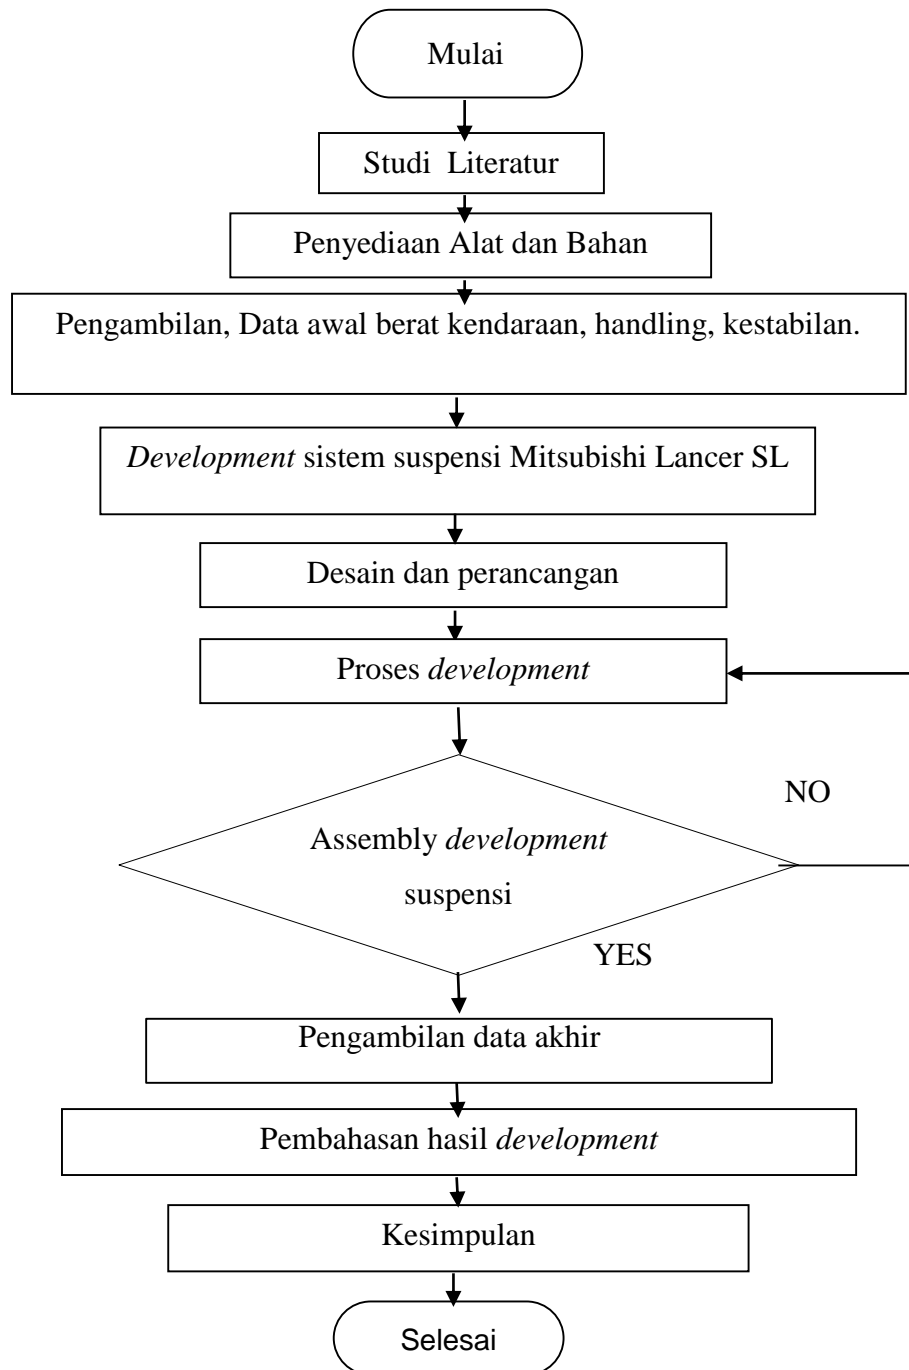 Mulai
Studi Literatur
Penyediaan Alat dan Bahan
Pengambilan, Data awal berat kendaraan, handling, kestabilan.
Development sistem suspensi Mitsubishi Lancer SL
Desain dan perancangan
Proses development
NO
Assembly development
suspensi
YES
Pengambilan data akhir
Pembahasan hasil development
Kesimpulan
Selesai